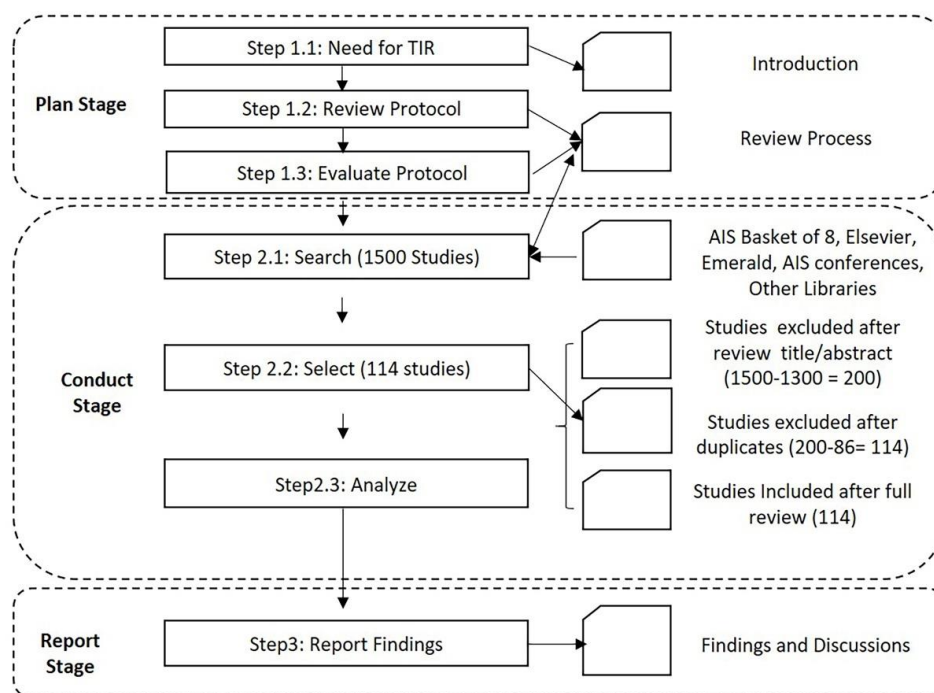 Step 1.1: Need for TIR
Introduction
Plan Stage
Step 1.2: Review Protocol
Review Process
Step 1.3: Evaluate Protocol
Step 2.1: Search (1500 Studies)
AIS Basket of 8, Elsevier,
Emerald, AIS conferences,
Other Libraries
Conduct
Stage
Step 2.2: Select (114 studies)
Studies excluded after
review title/abstract
(1500-1300 = 200)
Studies excluded after
duplicates (200-86= 114)
Step2.3: Analyze
Studies Included after full
review (114)
Report
Stage
Step3: Report Findings
Findings and Discussions